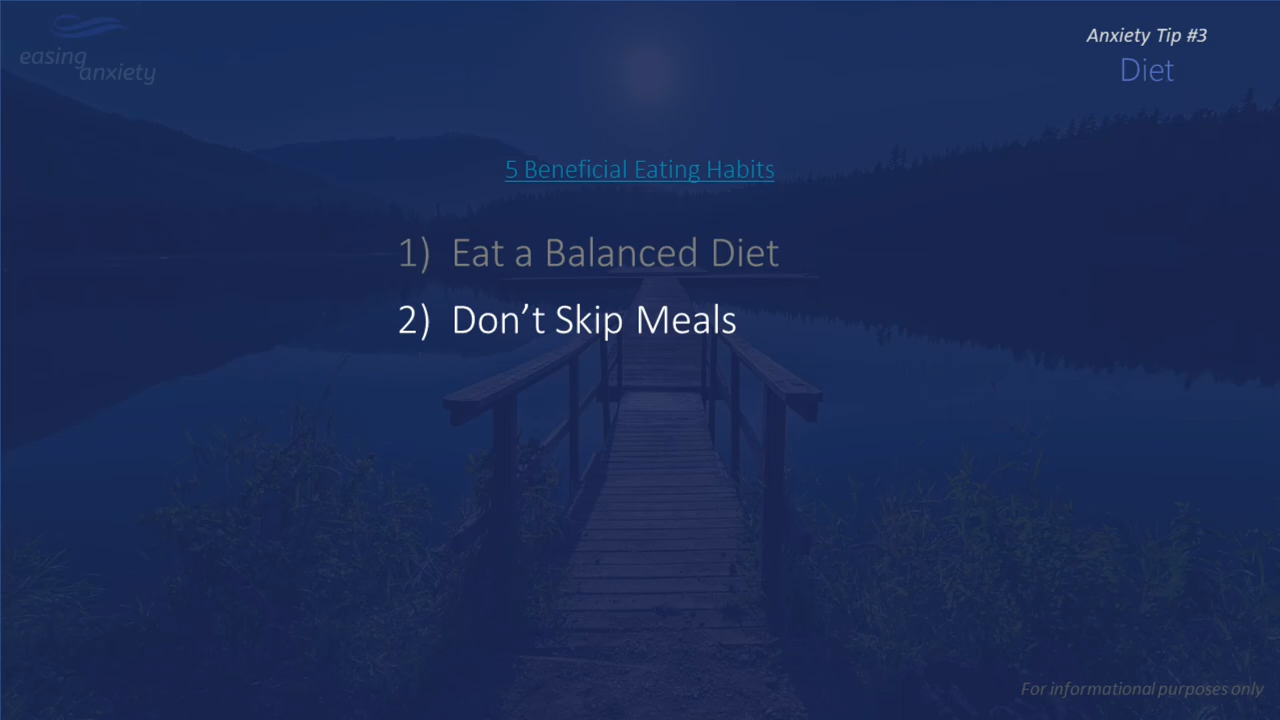 easing
anxiety
Anxiety Tip #3
Diet
5 Beneficial Eating Habits
1) Eat a Balanced Diet
2) Don’t Skip Meals
For informational purposes only